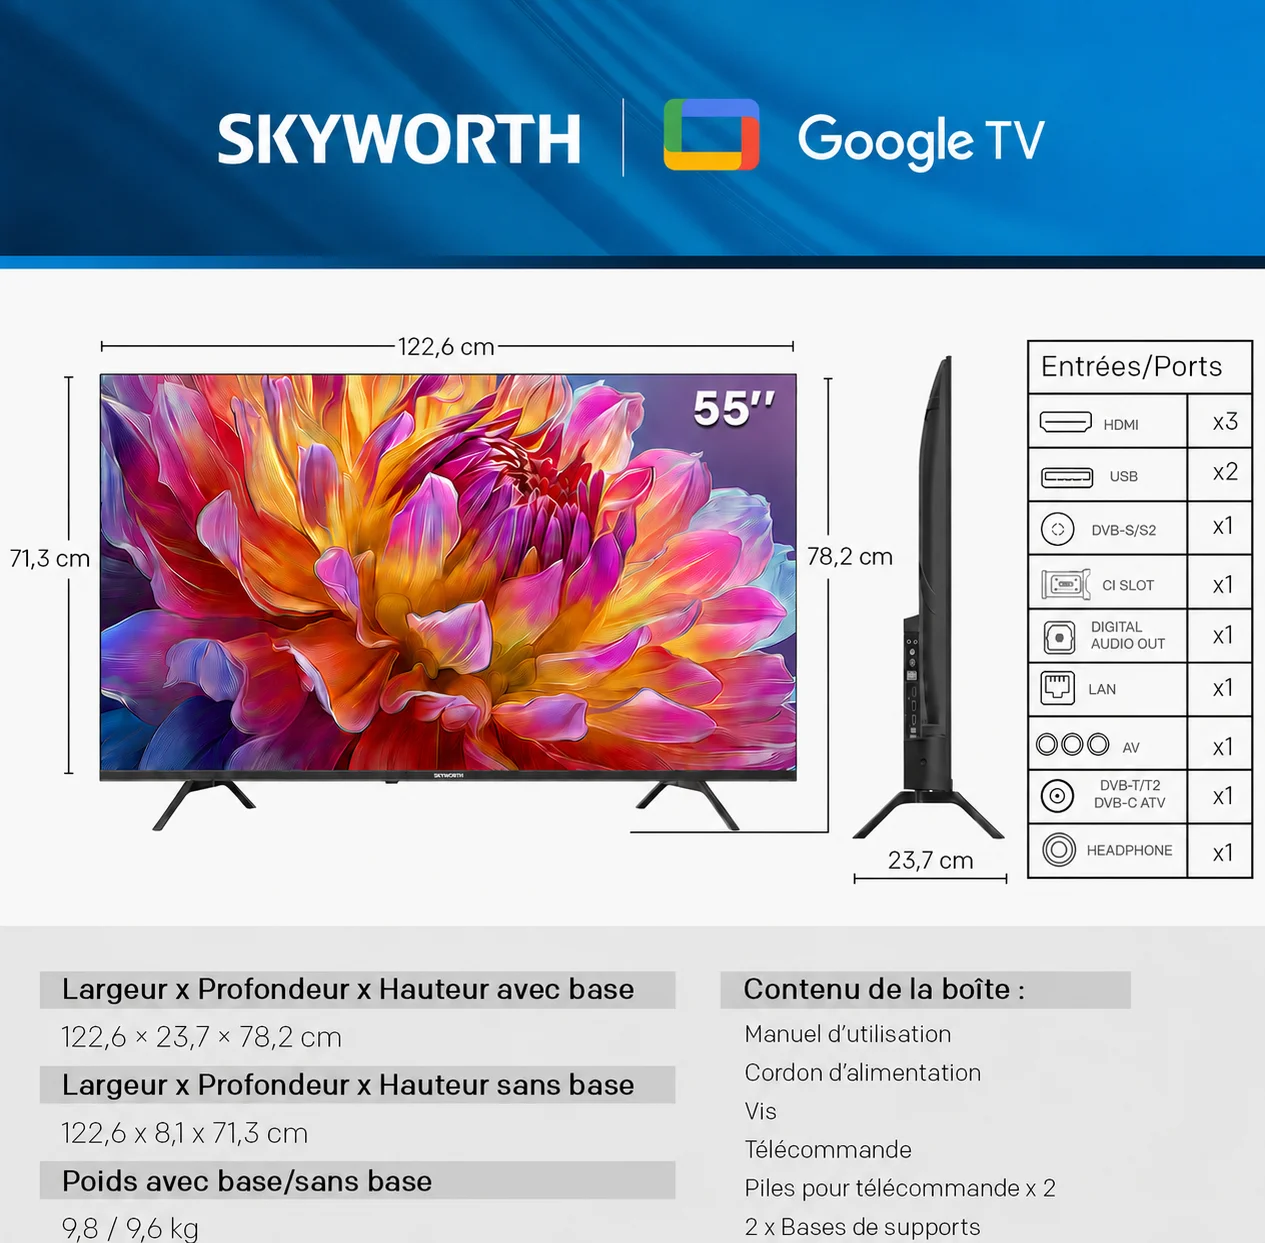 SKYWORTH
Google TV
122,6 cm
55’’
71,3 cm
78,2 cm
SKYWORTH
23,7 cm
Entrées/Ports
HDMI x3
USB x2
DVB-S/S2 x1
CI SLOT x1
DIGITAL
AUDIO OUT x1
LAN x1
AV x1
DVB-T/T2
DVB-C ATV x1
HEADPHONE x1
Largeur x Profondeur x Hauteur avec base
122,6 × 23,7 × 78,2 cm
Largeur x Profondeur x Hauteur sans base
122,6 x 8,1 x 71,3 cm
Poids avec base/sans base
9,8 / 9,6 kg
Contenu de la boîte :
Manuel d’utilisation
Cordon d’alimentation
Vis
Télécommande
Piles pour télécommande x 2
2 x Bases de supports